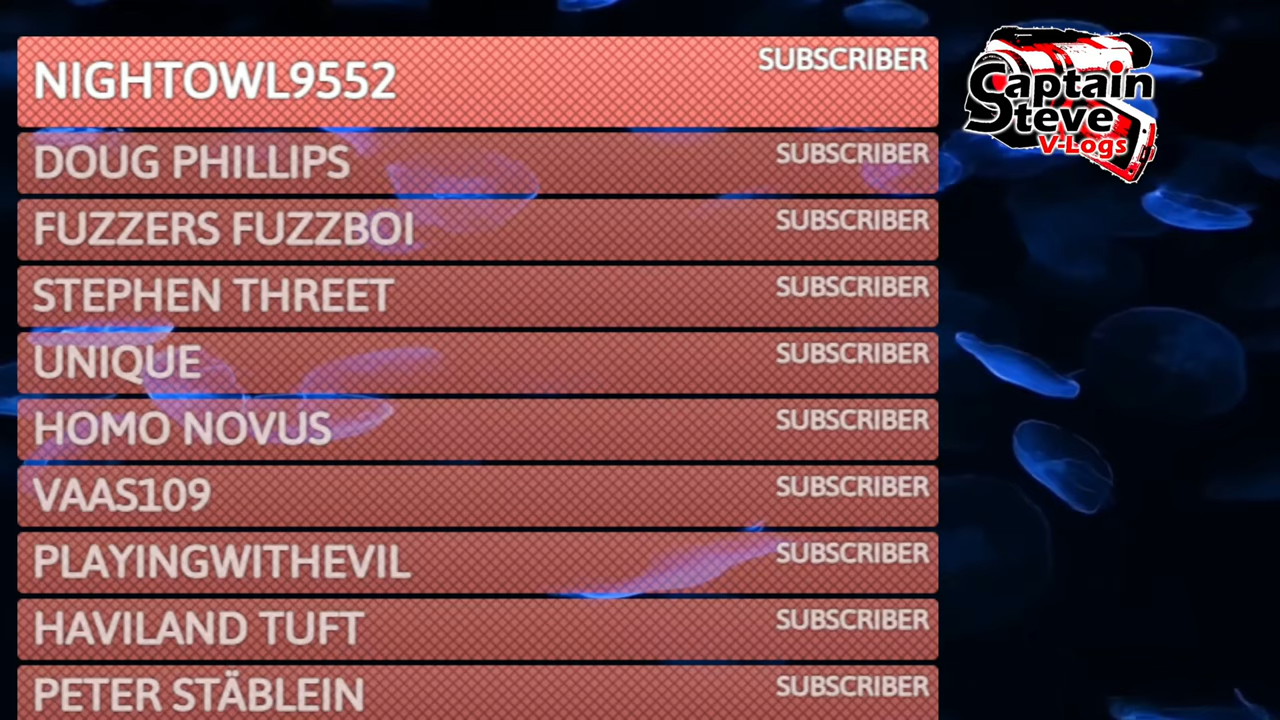 NIGHTOWL9552 SUBSCRIBER
DOUG PHILLIPS SUBSCRIBER
FUZZERS FUZZBOI SUBSCRIBER
STEPHEN THREET SUBSCRIBER
UNIQUE SUBSCRIBER
HOMO NOVUS SUBSCRIBER
VAAS109 SUBSCRIBER
PLAYINGWITHEVIL SUBSCRIBER
HAVILAND TUFT SUBSCRIBER
PETER STÄBLEIN SUBSCRIBER
Captain
Steve
V-Logs